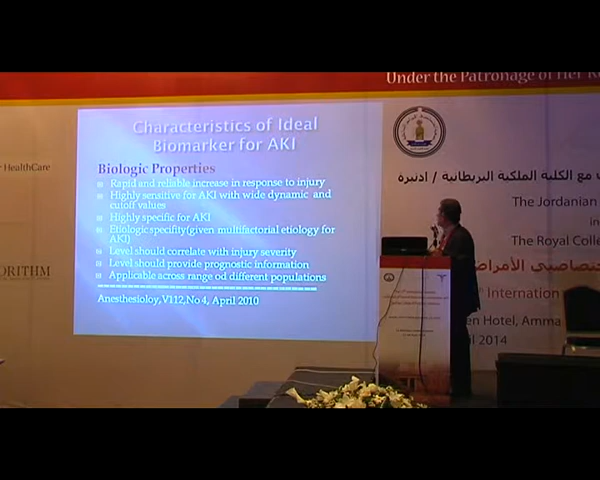 Under the Patronage of Her
Characteristics of Ideal
Biomarker for AKI
Biologic Properties
Rapid and reliable increase in response to injury
Highly sensitive for AKI with wide dynamic and
cutoff values
Highly specific for AKI
Etiologic specifity(given multifactorial etiology for
AKI)
Level should correlate with injury severity
Level should provide prognostic information
Applicable across range od different populations
Anesthesioloy,V112,No 4, April 2010
HealthCare
ORITHM
مع الكلية الملكية البريطانية / ادنبرة
The Jordanian
in
The Royal Colle
ختصاصيي الأمراض
International
en Hotel, Amma
il 2014